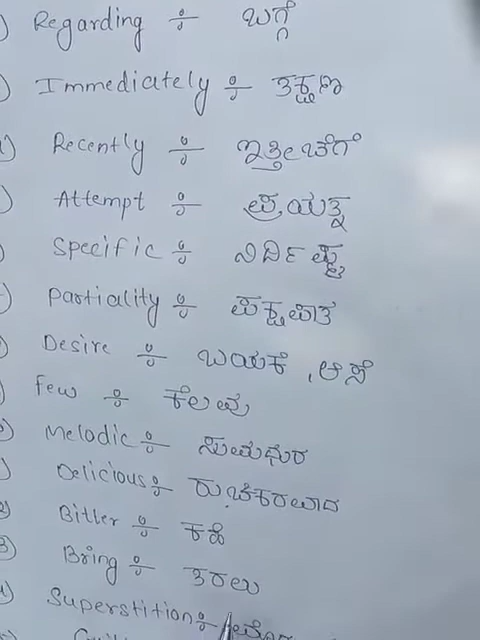 Regarding ÷ ಬಗ್ಗೆ
Immediately ÷ ತಕ್ಷಣ
Recently ÷ ಇತ್ತೀಚೆಗೆ
Attempt ÷ ಪ್ರಯತ್ನ
Specific ÷ ನಿರ್ದಿಷ್ಟ
Partiality ÷ ಪಕ್ಷಪಾತ
Desire ÷ ಬಯಕೆ , ಆಸೆ
Few ÷ ಕೆಲವು
Melodic ÷ ಸುಮಧುರ
Delicious ÷ ರುಚಿಕರವಾದ
Bitter ÷ ಕಹಿ
Bring ÷ ತರಲು
Superstition ÷